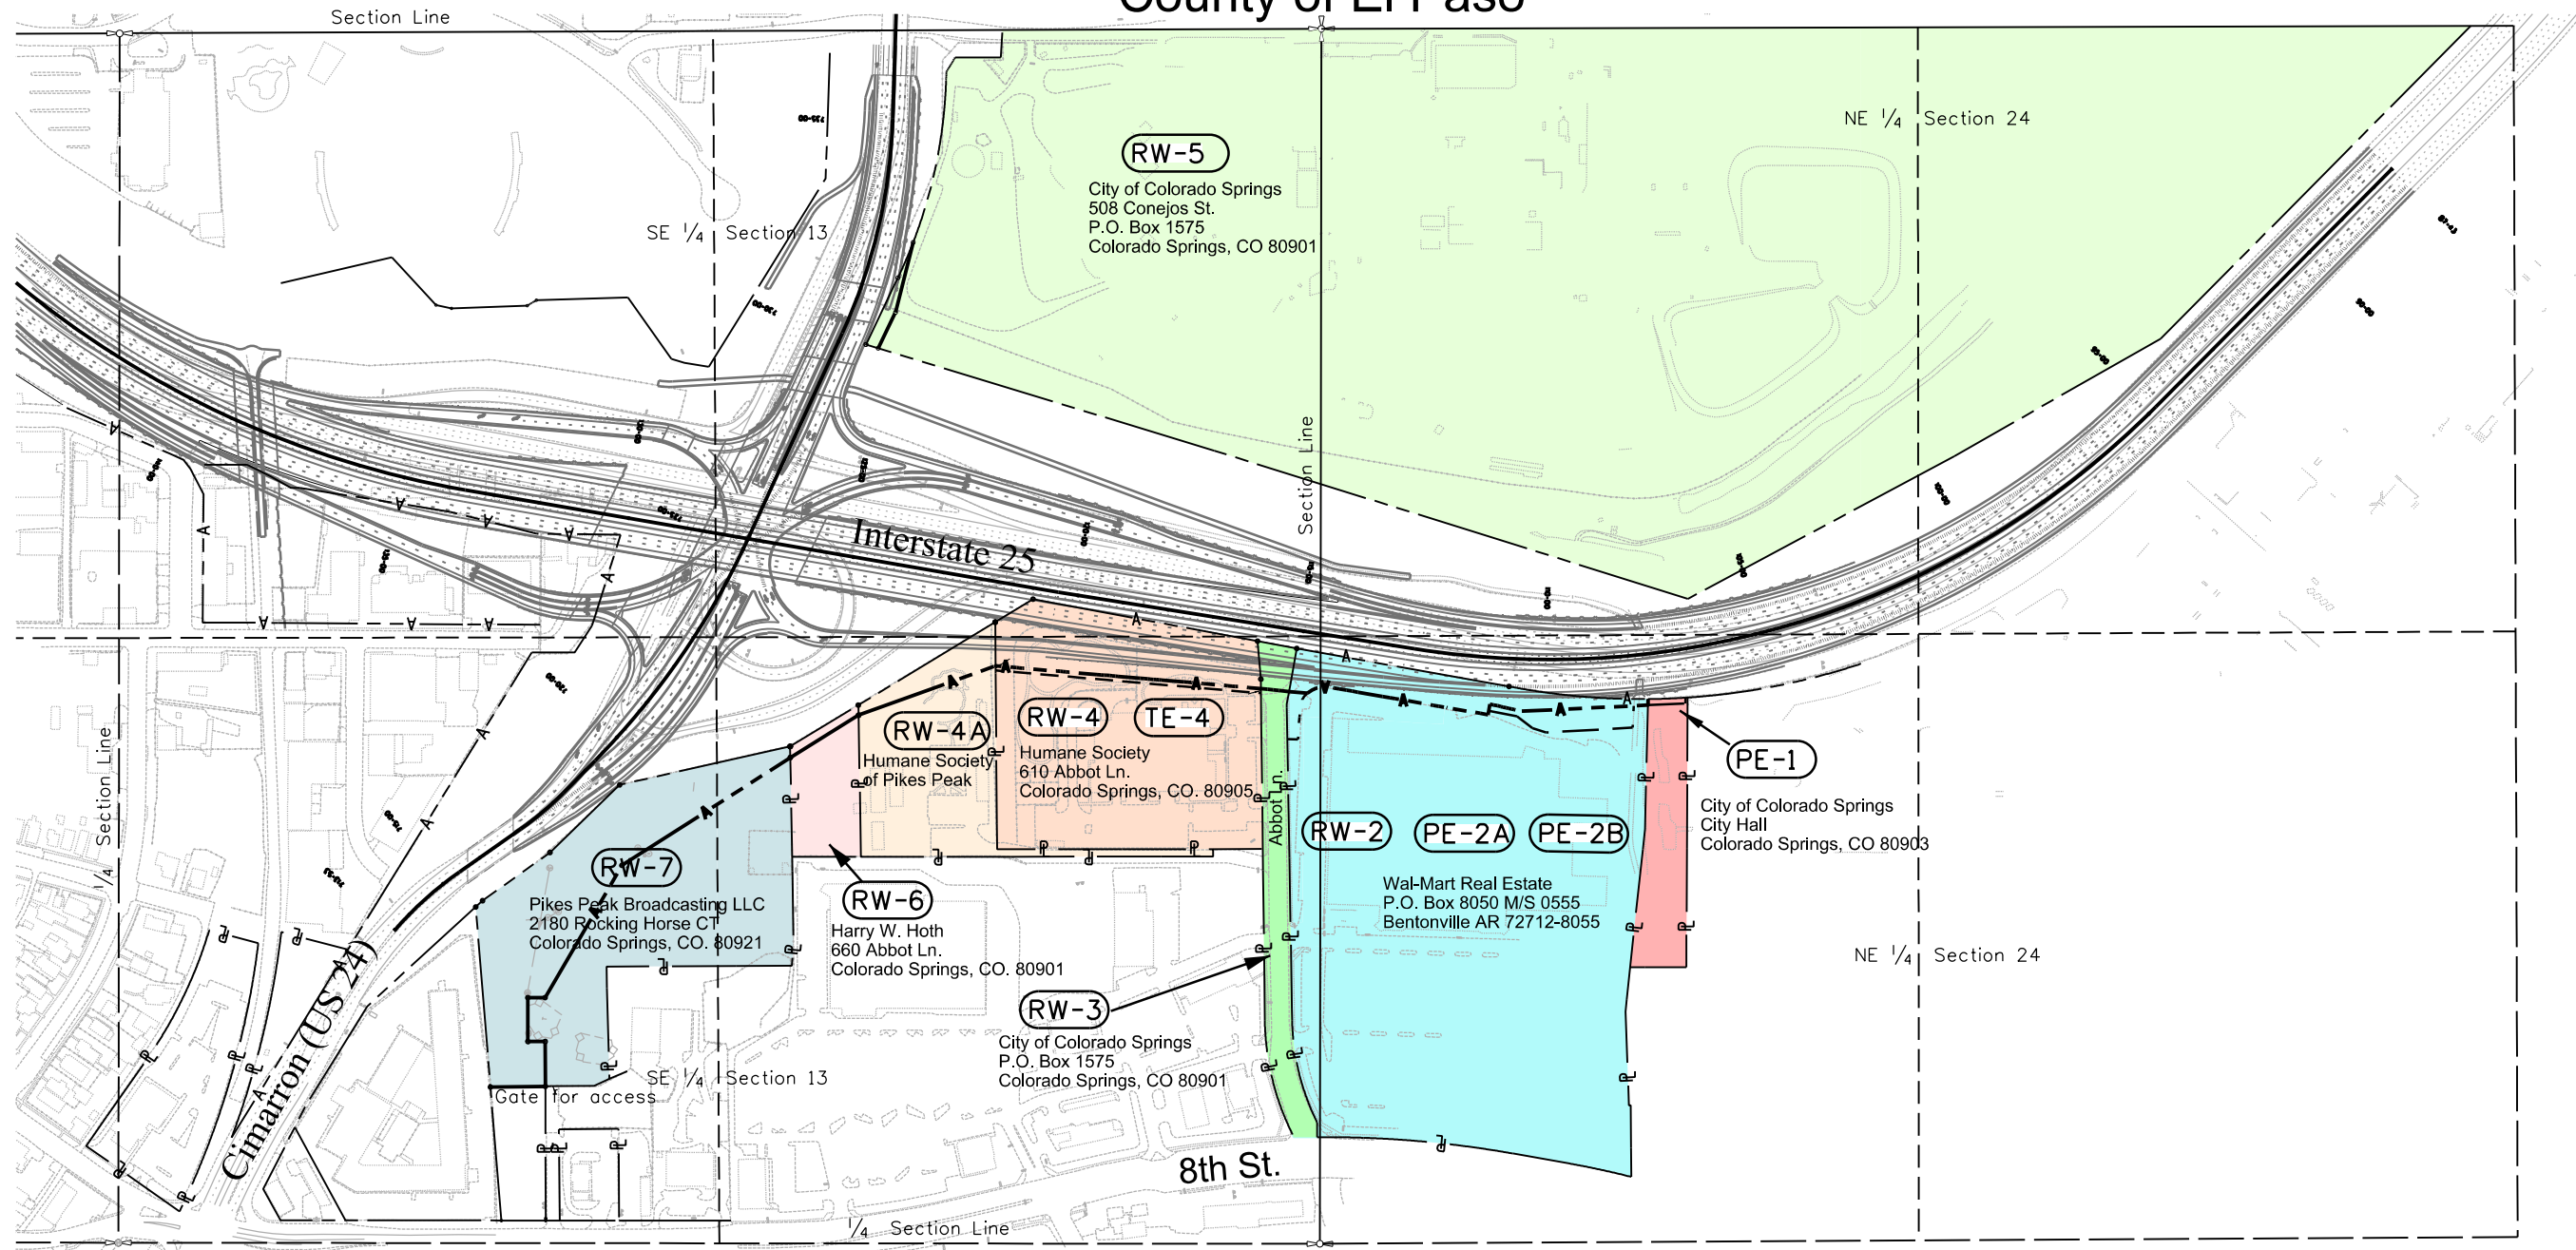 County of El Paso
Section Line
NE 1/4 Section 24
RW-5
City of Colorado Springs
508 Conejos St.
P.O. Box 1575
Colorado Springs, CO 80901
SE 1/4 Section 13
Section Line
Interstate 25
RW-4A
Humane Society
of Pikes Peak
RW-4
TE-4
Humane Society
610 Abbot Ln.
Colorado Springs, CO. 80905
Abbot Ln.
PE-1
City of Colorado Springs
City Hall
Colorado Springs, CO 80903
RW-2
PE-2A
PE-2B
Wal-Mart Real Estate
P.O. Box 8050 M/S 0555
Bentonville AR 72712-8055
1/4 Section Line
RW-7
Pikes Peak Broadcasting LLC
2180 Rocking Horse CT
Colorado Springs, CO. 80921
RW-6
Harry W. Hoth
660 Abbot Ln.
Colorado Springs, CO. 80901
NE 1/4 Section 24
RW-3
City of Colorado Springs
P.O. Box 1575
Colorado Springs, CO 80901
Cimarron (US 24)
SE 1/4 Section 13
Gate for access
8th St.
1/4 Section Line